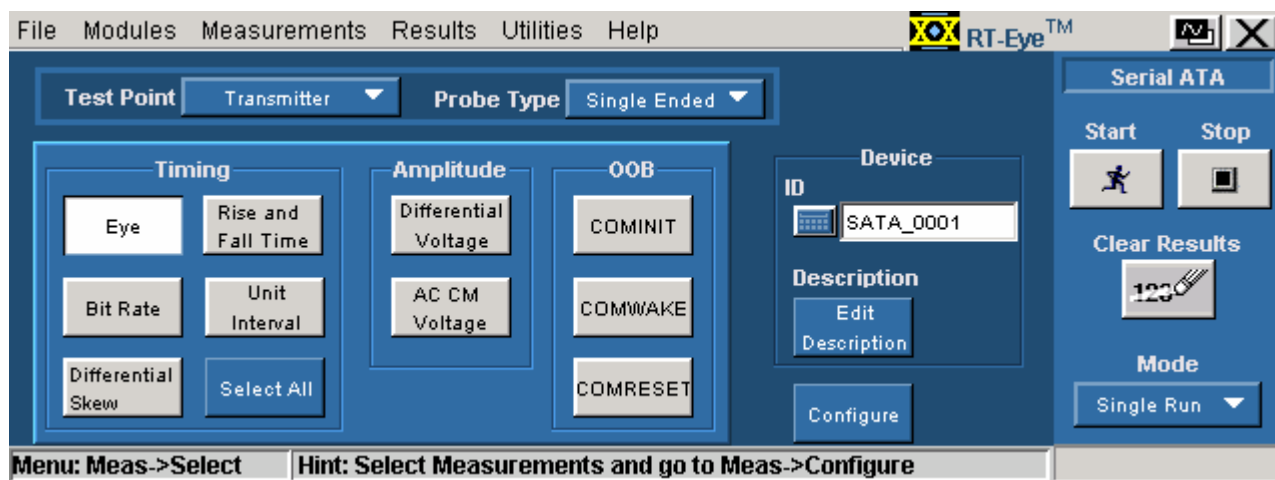 File Modules Measurements Results Utilities Help RT-Eye™
Test Point Transmitter Probe Type Single Ended
Serial ATA
Start Stop
Timing
Eye
Rise and
Fall Time
Bit Rate
Unit
Interval
Differential
Skew
Select All
Amplitude
Differential
Voltage
AC CM
Voltage
OOB
COMINIT
COMWAKE
COMRESET
Device
ID
SATA_0001
Description
Edit
Description
Configure
Clear Results
123
Mode
Single Run
Menu: Meas->Select Hint: Select Measurements and go to Meas->Configure